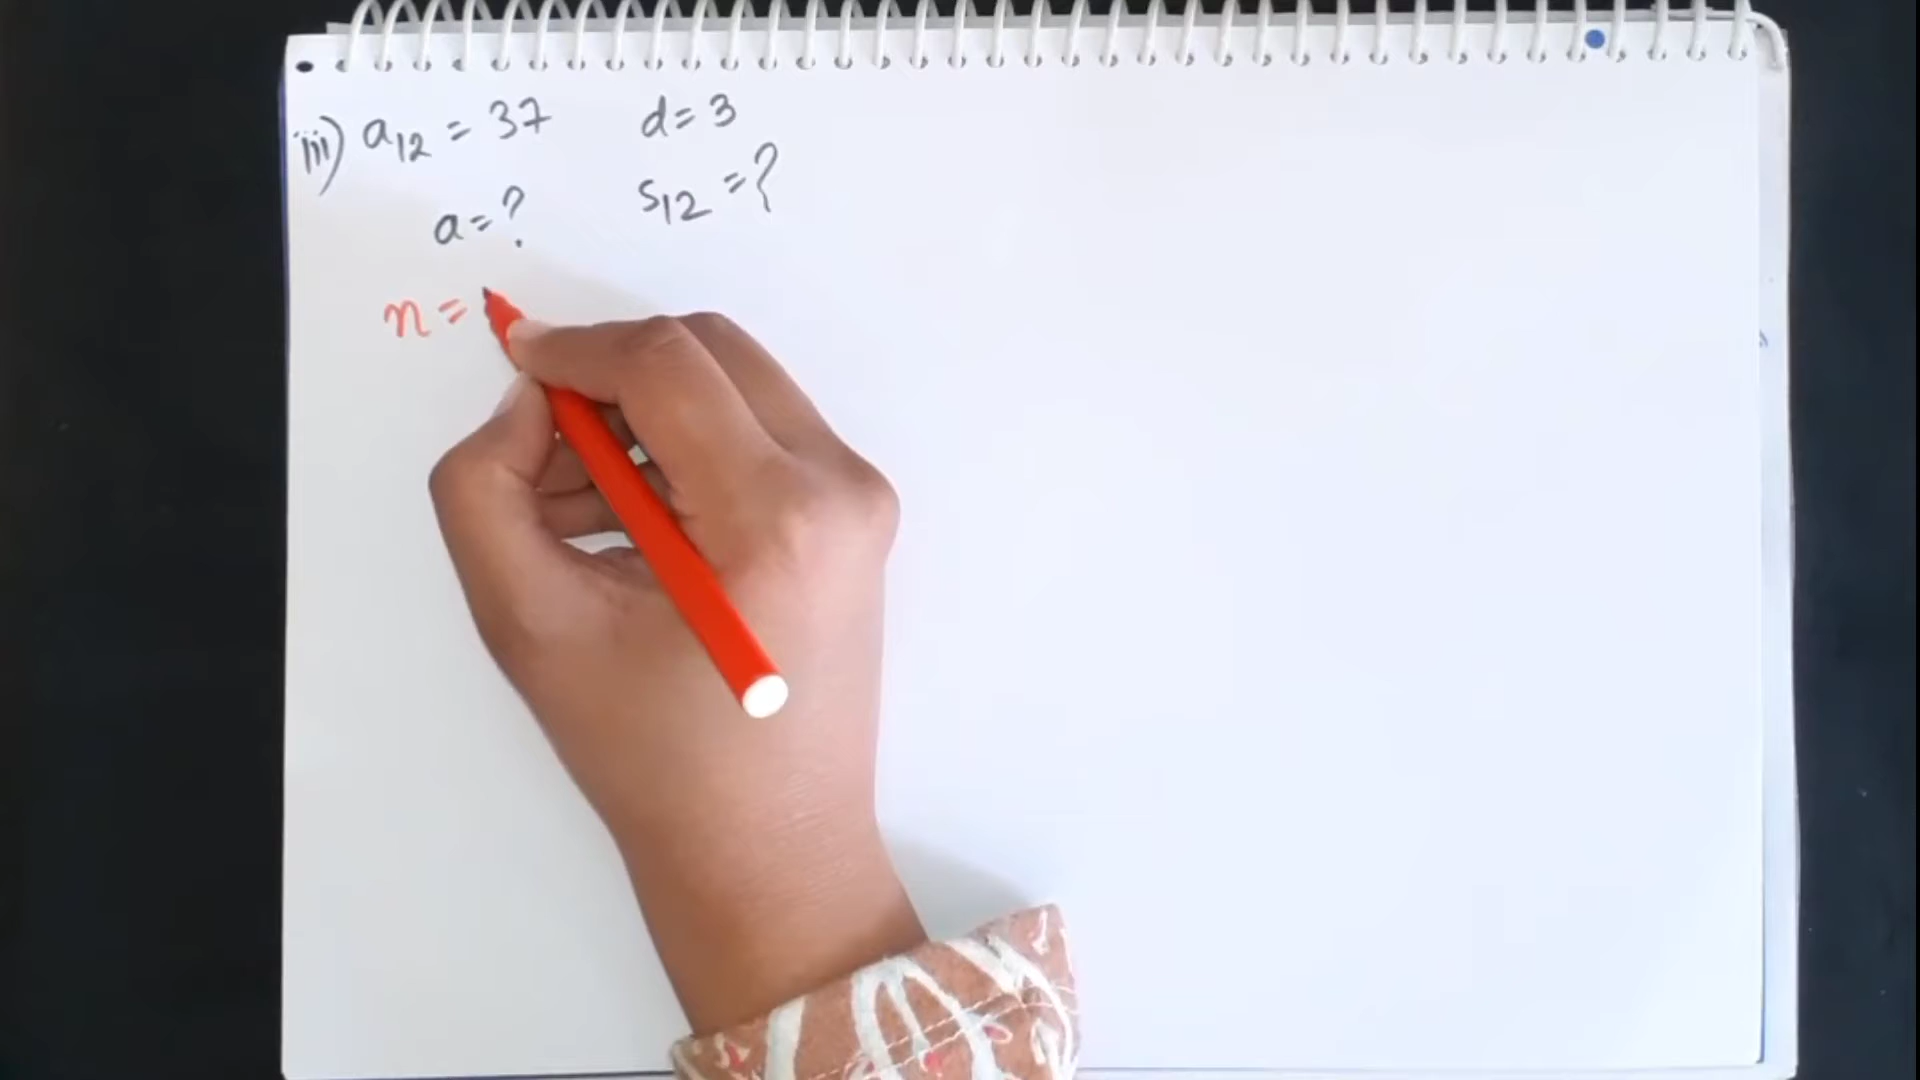 iii) a₁₂ = 37 d = 3
a = ? S₁₂ = ?
n =